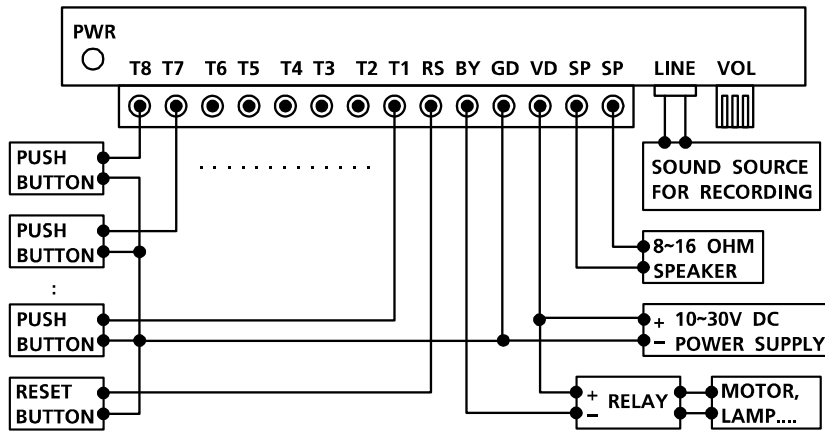 PWR
T8 T7 T6 T5 T4 T3 T2 T1 RS BY GD VD SP SP LINE VOL
PUSH
BUTTON
SOUND SOURCE
FOR RECORDING
PUSH
BUTTON
8~16 OHM
SPEAKER
:
PUSH
BUTTON
+ 10~30V DC
− POWER SUPPLY
RESET
BUTTON
+
−
RELAY
MOTOR,
LAMP....